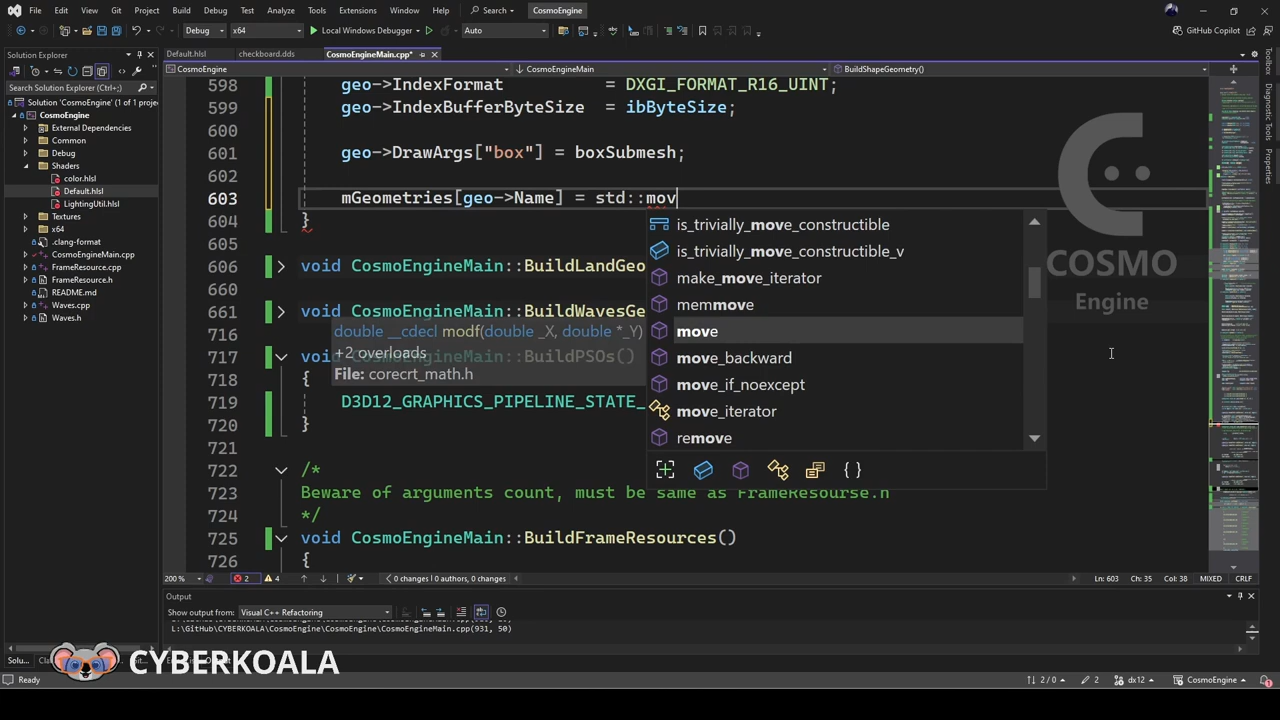 File Edit View Git Project Build Debug Test Analyze Tools Extensions Window Help Search CosmoEngine
Debug x64 Local Windows Debugger Auto GitHub Copilot
Solution Explorer
Default.hlsl checkboard.dds CosmoEngineMain.cpp*
CosmoEngine CosmoEngineMain BuildShapeGeometry()
Search Solution Explorer (Ctrl+;)
Solution 'CosmoEngine' (1 of 1 proje
CosmoEngine
External Dependencies
Common
Debug
Shaders
color.hlsl
Default.hlsl
LightingUtil.hlsl
Textures
x64
.clang-format
CosmoEngineMain.cpp
FrameResource.cpp
FrameResource.h
README.md
Waves.cpp
Waves.h
598 geo->IndexFormat = DXGI_FORMAT_R16_UINT;
599 geo->IndexBufferByteSize = ibByteSize;
600
601 geo->DrawArgs["box"] = boxSubmesh;
602
603 mGeometries[geo->Name] = std::mov
604 }
605
606 void CosmoEngineMain::BuildLandGeo
661 void CosmoEngineMain::BuildWavesGe
716
717 void CosmoEngineMain::BuildPSOs()
718 {
719 D3D12_GRAPHICS_PIPELINE_STATE_
720 }
721
722 /*
723 Beware of arguments count, must be same as FrameResourse.h
724 */
725 void CosmoEngineMain::BuildFrameResources()
726 {
is_trivially_move_constructible
is_trivially_move_constructible_v
make_move_iterator
memmove
move
move_backward
move_if_noexcept
move_iterator
remove
double __cdecl modf(double _X, double *_Y)
+2 overloads
File: corecrt_math.h
COSMO
Engine
Toolbox
Diagnostic Tools
Properties
200 % 2 4 0 changes | 0 authors, 0 changes Ln: 603 Ch: 35 Col: 38 MIXED CRLF
Output
Show output from: Visual C++ Refactoring
L:\GitHub\CYBERKOALA\CosmoEngine\CosmoEngine\CosmoEngineMain.cpp(931, 50)
Solu...
CYBERKOALA
Ready 2 / 0 2 dx12 CosmoEngine